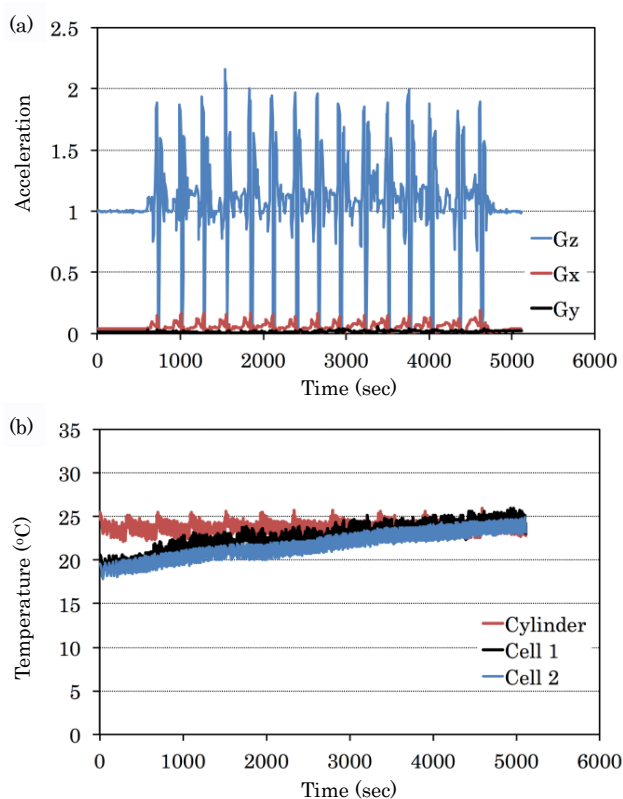 (a)
2.5
2
1.5
1
0.5
0
Acceleration
Gz
Gx
Gy
0 1000 2000 3000 4000 5000 6000
Time (sec)
(b)
35
30
25
20
15
10
5
0
Temperature (oC)
Cylinder
Cell 1
Cell 2
0 1000 2000 3000 4000 5000 6000
Time (sec)